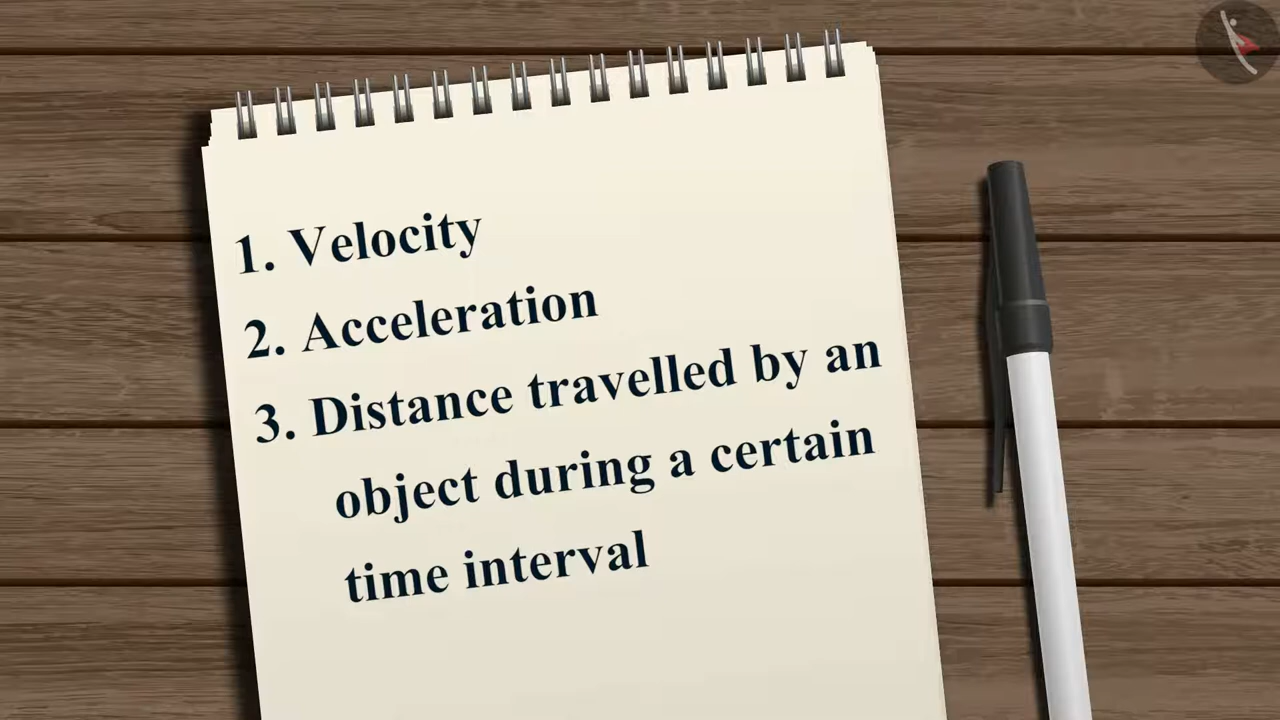 1. Velocity
2. Acceleration
3. Distance travelled by an
object during a certain
time interval